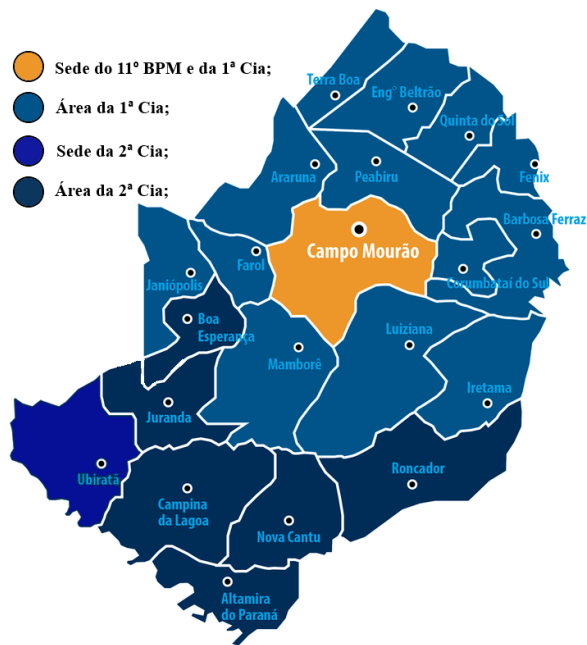 Sede do 11º BPM e da 1ª Cia;
Área da 1ª Cia;
Sede da 2ª Cia;
Área da 2ª Cia;
Terra Boa
Engº Beltrão
Quinta do Sol
Araruna
Peabiru
Fenix
Barbosa Ferraz
Campo Mourão
Farol
Janiópolis
Corumbataí do Sul
Boa
Esperança
Luiziana
Mamborê
Iretama
Juranda
Roncador
Ubiratã
Campina
da Lagoa
Nova Cantu
Altamira
do Paraná